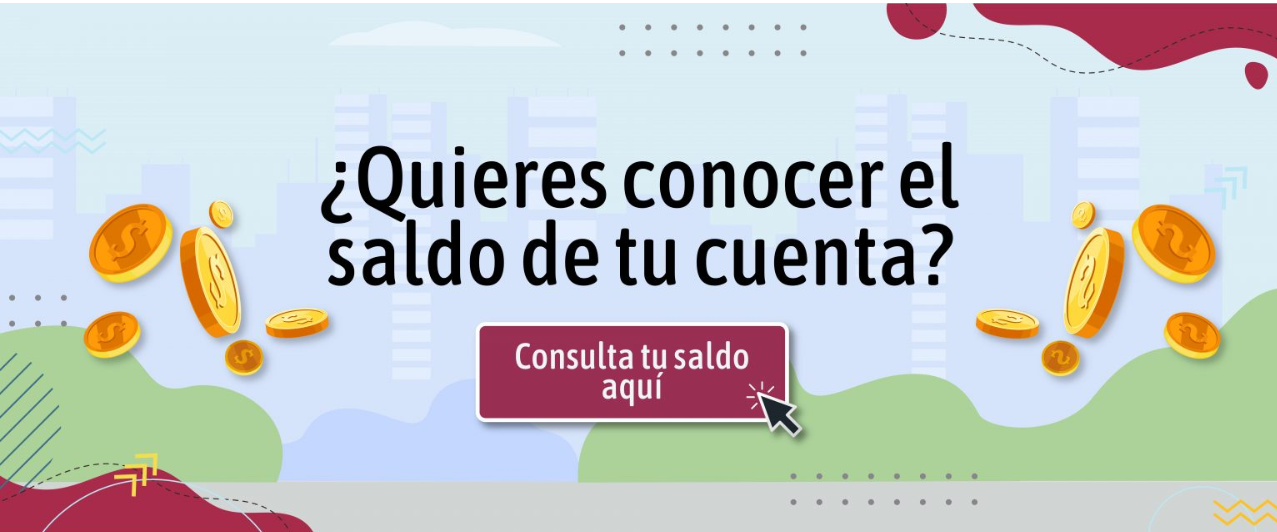 ¿Quieres conocer el
saldo de tu cuenta?
Consulta tu saldo
aquí